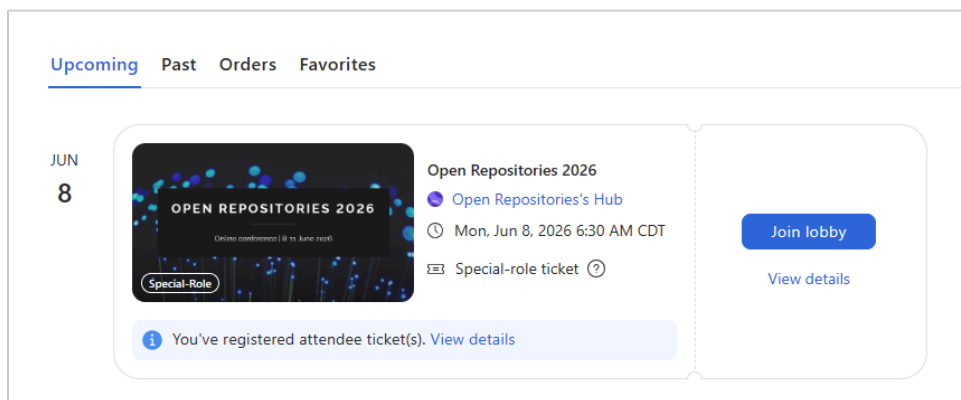 Upcoming Past Orders Favorites
JUN
8
OPEN REPOSITORIES 2026
Online conference | 8-11 June 2026
Special-Role
Open Repositories 2026
Open Repositories's Hub
Mon, Jun 8, 2026 6:30 AM CDT
Special-role ticket ?
Join lobby
View details
You've registered attendee ticket(s). View details